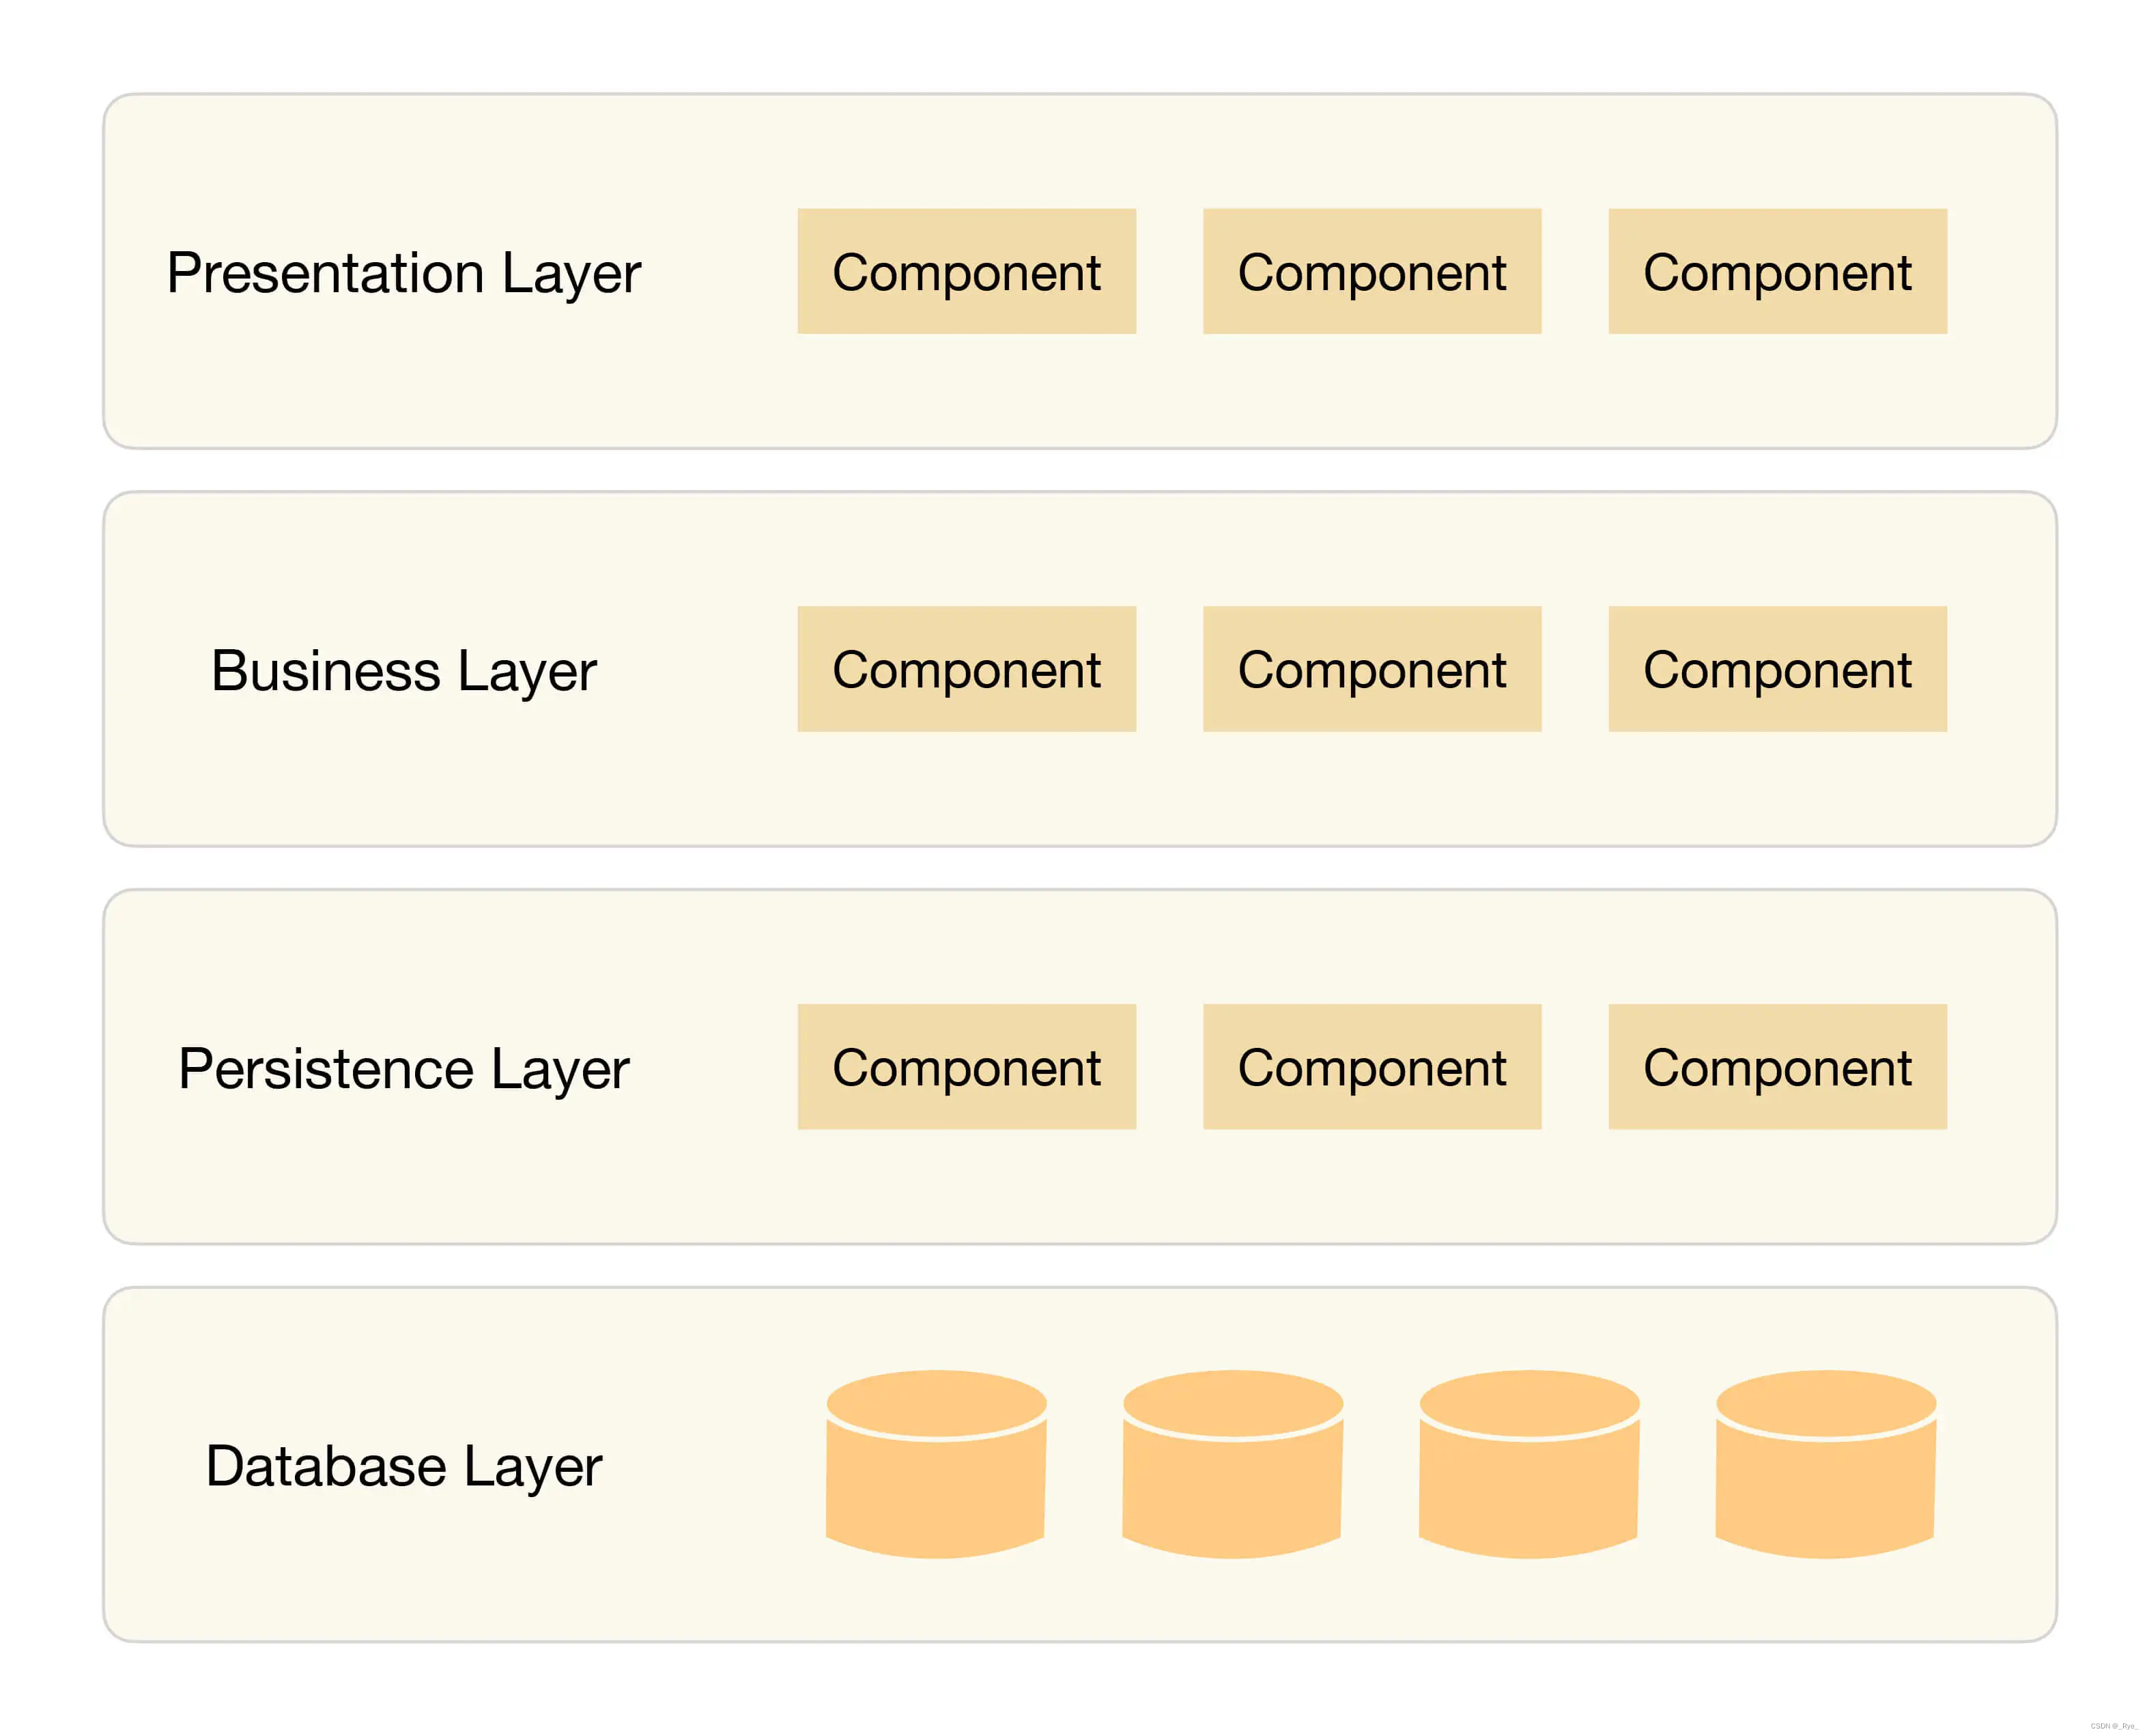 Presentation Layer
Component Component Component
Business Layer
Component Component Component
Persistence Layer
Component Component Component
Database Layer
CSDN @_Rye_